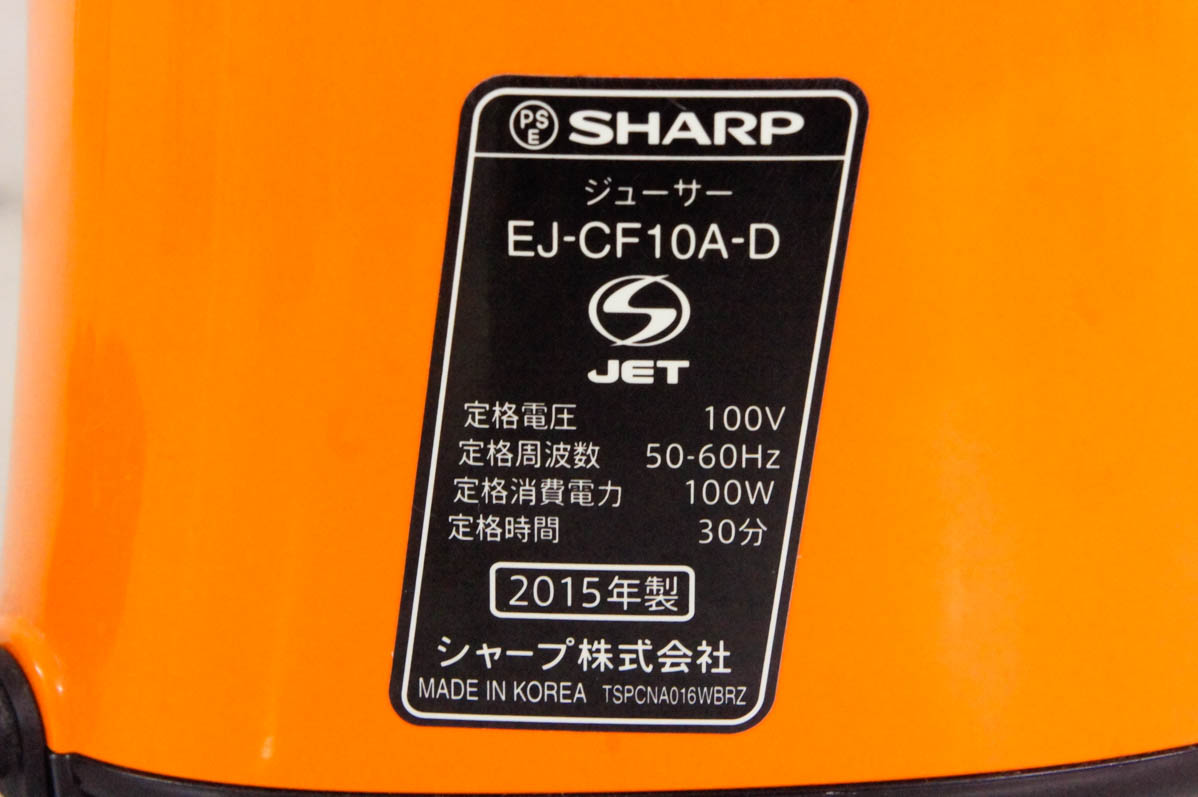 PSE SHARP
ジューサー
EJ-CF10A-D
JET
定格電圧 100V
定格周波数 50-60Hz
定格消費電力 100W
定格時間 30分
2015年製
シャープ株式会社
MADE IN KOREA TSPCNA016WBRZ